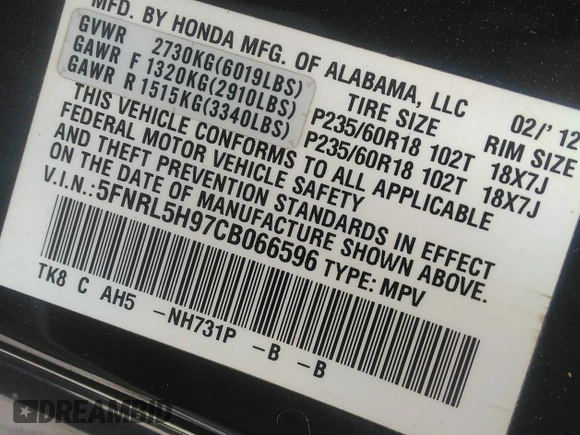 MFD. BY HONDA MFG. OF ALABAMA, LLC 02/'12
GVWR 2730KG(6019LBS) TIRE SIZE RIM SIZE
GAWR F 1320KG(2910LBS) P235/60R18 102T 18X7J
GAWR R 1515KG(3340LBS) P235/60R18 102T 18X7J
THIS VEHICLE CONFORMS TO ALL APPLICABLE
FEDERAL MOTOR VEHICLE SAFETY
AND THEFT PREVENTION STANDARDS IN EFFECT
ON THE DATE OF MANUFACTURE SHOWN ABOVE.
V.I.N.: 5FNRL5H97CB066596 TYPE: MPV
TK8 C AH5 -NH731P -B -B
DREAMBID